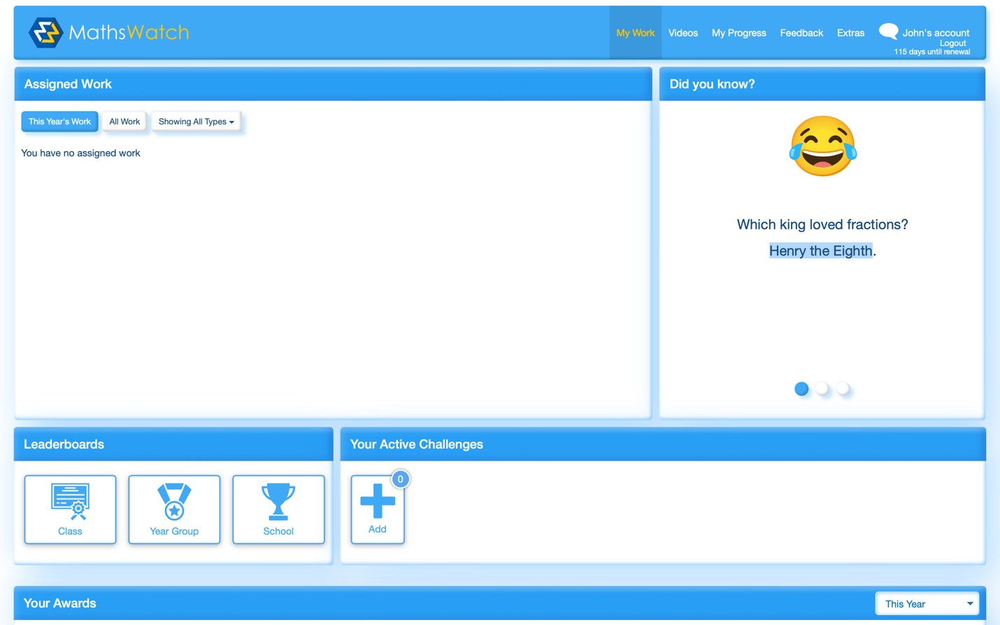 MathsWatch
My Work
Videos
My Progress
Feedback
Extras
John's account
Logout
115 days until renewal
Assigned Work
This Year's Work
All Work
Showing All Types
You have no assigned work
Did you know?
Which king loved fractions?
Henry the Eighth.
Leaderboards
Class
Year Group
School
Your Active Challenges
0
Add
Your Awards
This Year